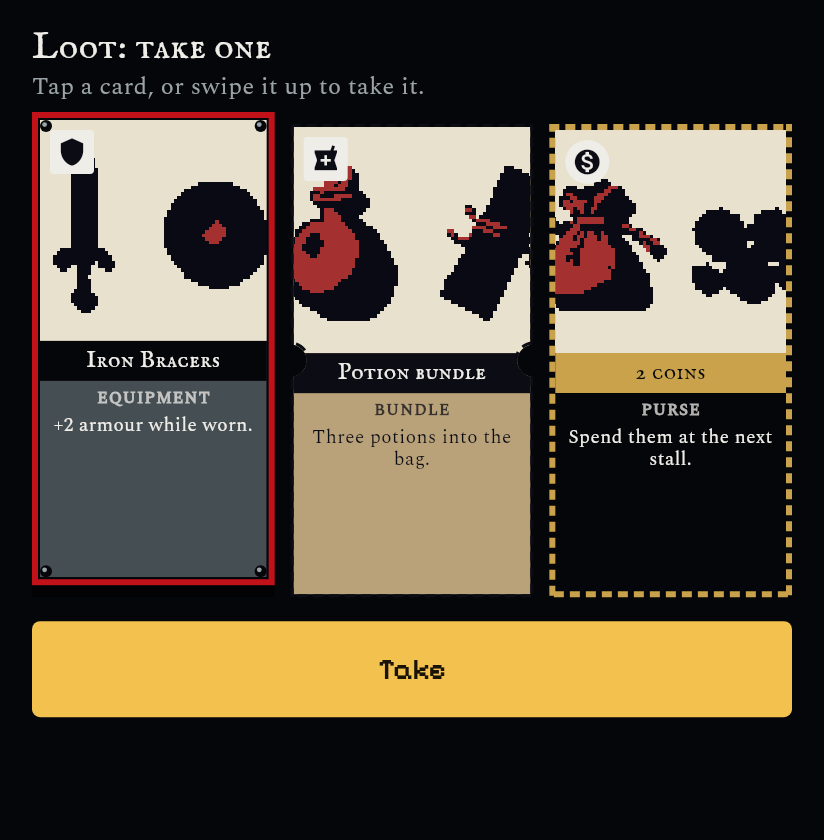 Loot: take one
Tap a card, or swipe it up to take it.
Iron Bracers
EQUIPMENT
+2 armour while worn.
Potion bundle
BUNDLE
Three potions into the
bag.
$
2 coins
PURSE
Spend them at the next
stall.
Take